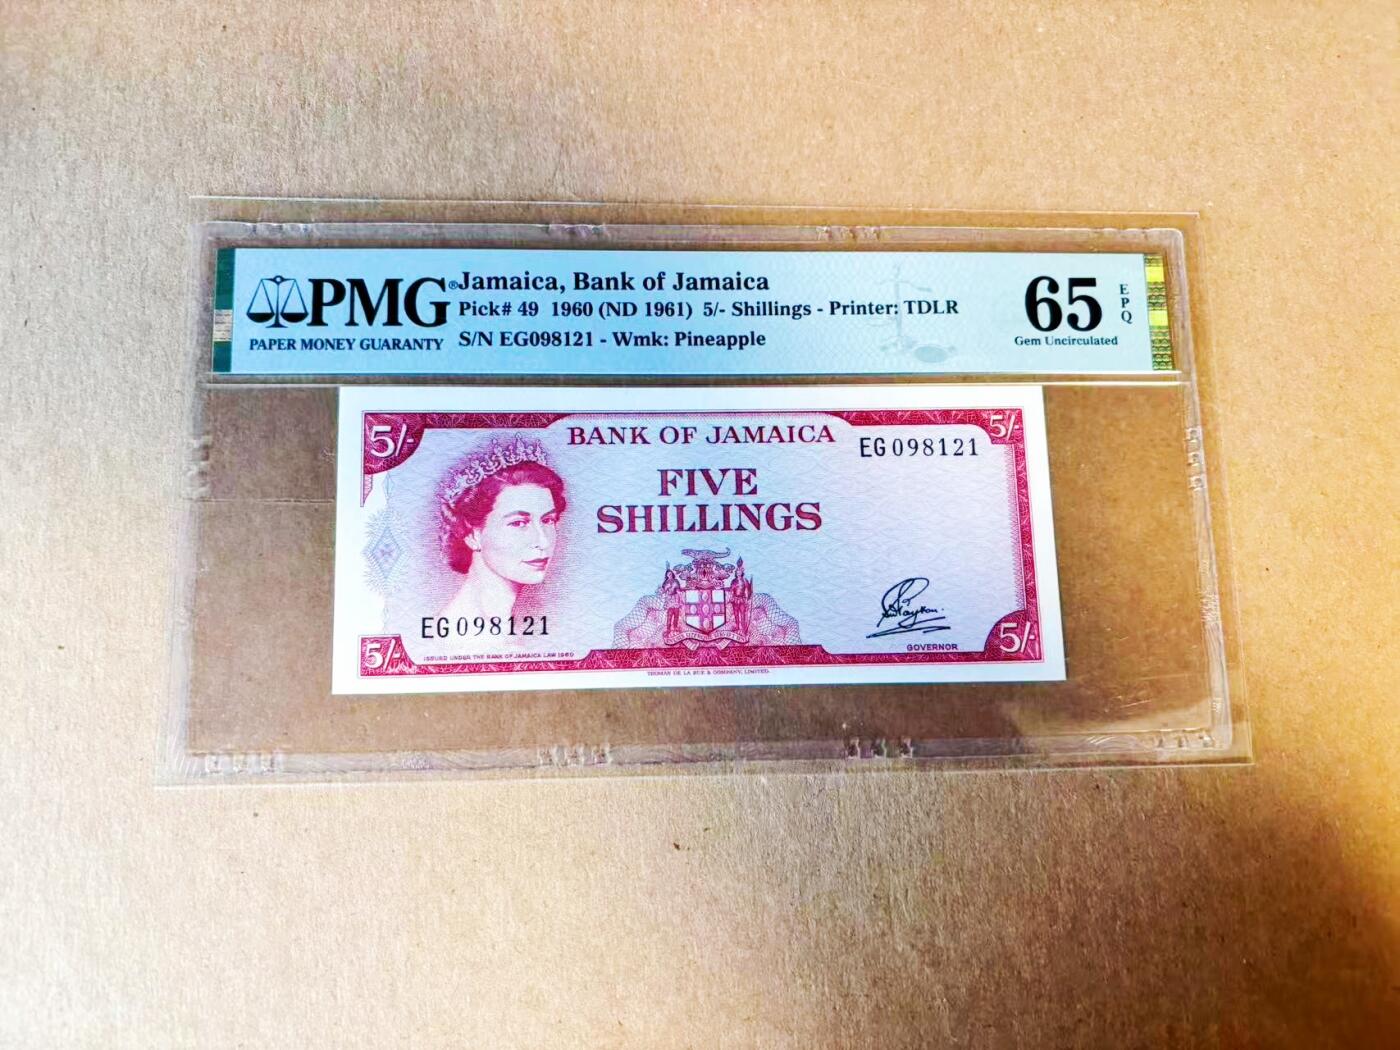 PMG® Jamaica, Bank of Jamaica
Pick# 49 1960 (ND 1961) 5/- Shillings - Printer: TDLR
S/N EG098121 - Wmk: Pineapple
PAPER MONEY GUARANTY
65 EPQ
Gem Uncirculated
5/-
BANK OF JAMAICA
5/-
EG098121
FIVE
SHILLINGS
EG098121
GOVERNOR
ISSUED UNDER THE BANK OF JAMAICA LAW 1960
5/-
5/-
THOMAS DE LA RUE & COMPANY, LIMITED.